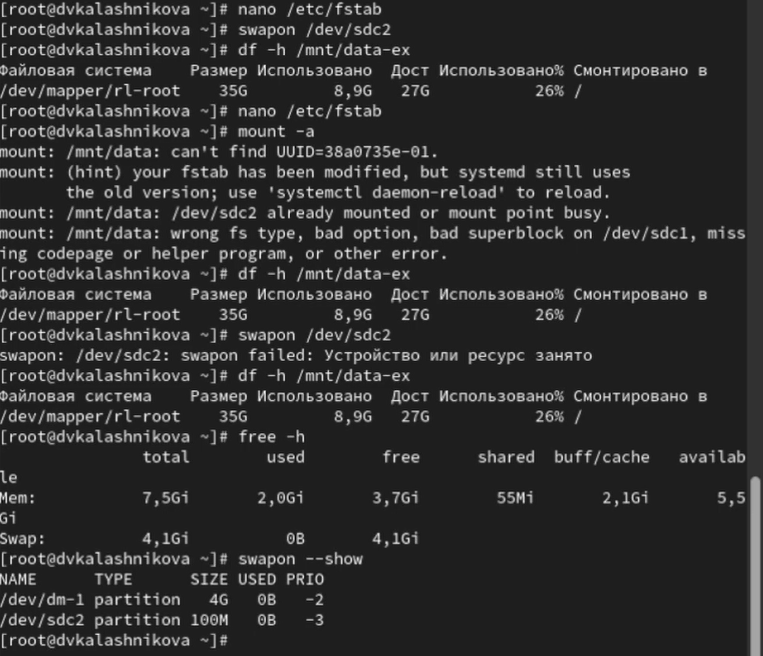 [root@dvkalashnikova ~]# nano /etc/fstab
[root@dvkalashnikova ~]# swapon /dev/sdc2
[root@dvkalashnikova ~]# df -h /mnt/data-ex
Файловая система    Размер Использовано  Дост Использовано% Смонтировано в
/dev/mapper/rl-root    35G         8,9G   27G           26% /
[root@dvkalashnikova ~]# nano /etc/fstab
[root@dvkalashnikova ~]# mount -a
mount: /mnt/data: can't find UUID=38a0735e-01.
mount: (hint) your fstab has been modified, but systemd still uses
       the old version; use 'systemctl daemon-reload' to reload.
mount: /mnt/data: /dev/sdc2 already mounted or mount point busy.
mount: /mnt/data: wrong fs type, bad option, bad superblock on /dev/sdc1, miss
ing codepage or helper program, or other error.
[root@dvkalashnikova ~]# df -h /mnt/data-ex
Файловая система    Размер Использовано  Дост Использовано% Смонтировано в
/dev/mapper/rl-root    35G         8,9G   27G           26% /
[root@dvkalashnikova ~]# swapon /dev/sdc2
swapon: /dev/sdc2: swapon failed: Устройство или ресурс занято
[root@dvkalashnikova ~]# df -h /mnt/data-ex
Файловая система    Размер Использовано  Дост Использовано% Смонтировано в
/dev/mapper/rl-root    35G         8,9G   27G           26% /
[root@dvkalashnikova ~]# free -h
               total        used        free      shared  buff/cache   availab
le
Mem:           7,5Gi       2,0Gi       3,7Gi        55Mi       2,1Gi       5,5
Gi
Swap:          4,1Gi          0B       4,1Gi
[root@dvkalashnikova ~]# swapon --show
NAME      TYPE      SIZE USED PRIO
/dev/dm-1 partition   4G   0B   -2
/dev/sdc2 partition 100M   0B   -3
[root@dvkalashnikova ~]#